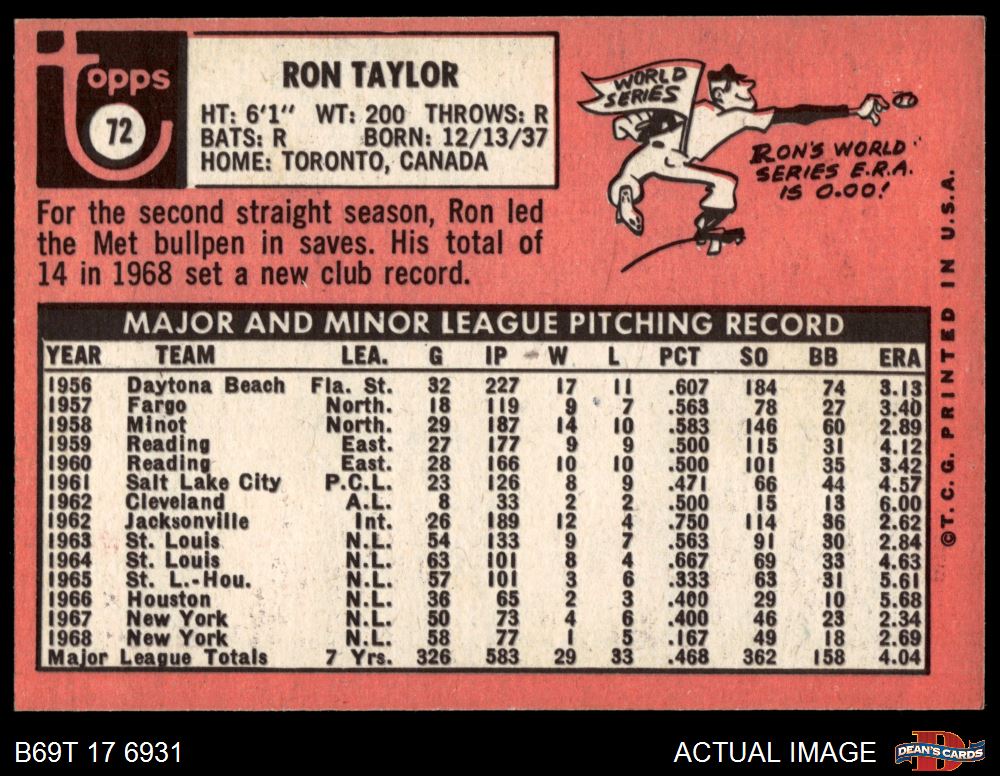 Topps
72
RON TAYLOR
HT: 6'1" WT: 200 THROWS: R
BATS: R BORN: 12/13/37
HOME: TORONTO, CANADA
WORLD
SERIES
RON'S WORLD
SERIES E.R.A.
IS 0.00!
For the second straight season, Ron led
the Met bullpen in saves. His total of
14 in 1968 set a new club record.
MAJOR AND MINOR LEAGUE PITCHING RECORD
YEAR TEAM LEA. G IP W L PCT SO BB ERA
1956 Daytona Beach Fla. St. 32 227 17 11 .607 184 74 3.13
1957 Fargo North. 18 119 9 7 .563 78 27 3.40
1958 Minot North. 29 187 14 10 .583 146 60 2.89
1959 Reading East. 27 177 9 9 .500 115 31 4.12
1960 Reading East. 28 166 10 10 .500 101 35 3.42
1961 Salt Lake City P.C.L. 23 126 8 9 .471 66 44 4.57
1962 Cleveland A.L. 8 33 2 2 .500 15 13 6.00
1962 Jacksonville Int. 26 189 12 4 .750 114 36 2.62
1963 St. Louis N.L. 54 133 9 7 .563 91 30 2.84
1964 St. Louis N.L. 63 101 8 4 .667 69 33 4.63
1965 St. L.-Hou. N.L. 57 101 3 6 .333 63 31 5.61
1966 Houston N.L. 36 65 2 3 .400 29 10 5.68
1967 New York N.L. 50 73 4 6 .400 46 23 2.34
1968 New York N.L. 58 77 1 5 .167 49 18 2.69
Major League Totals 7 Yrs. 326 583 29 33 .468 362 158 4.04
©T. C. G. PRINTED IN U.S.A.
B69T 17 6931
ACTUAL IMAGE
DEAN'S CARDS